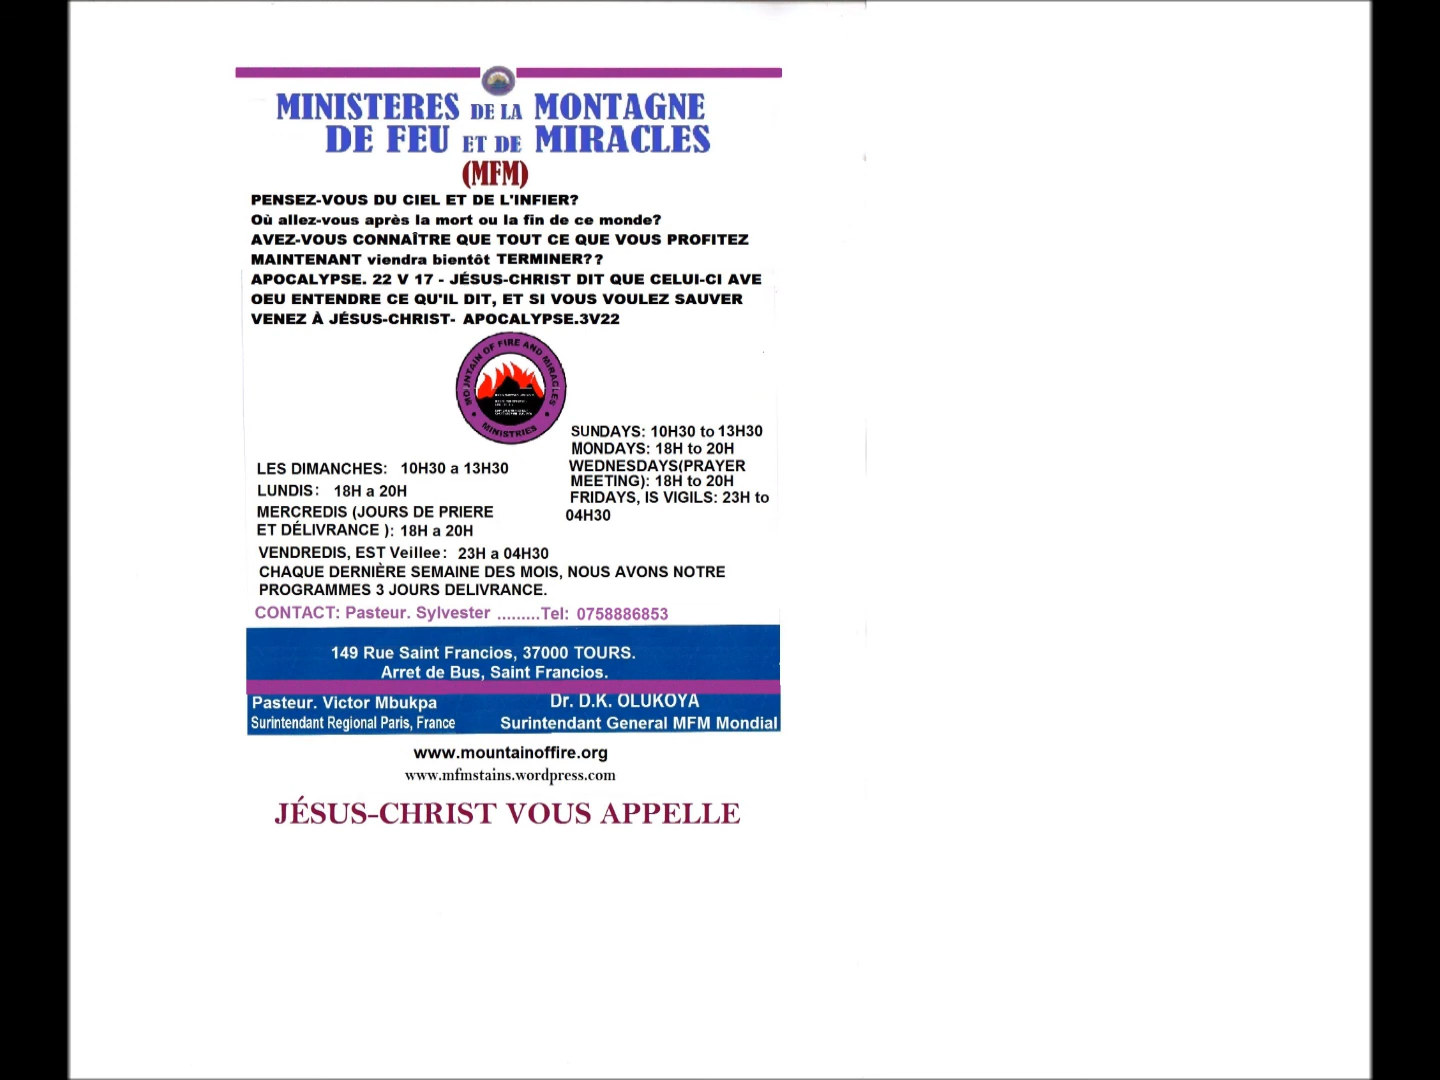 MINISTERES DE LA MONTAGNE
DE FEU ET DE MIRACLES
(MFM)
PENSEZ-VOUS DU CIEL ET DE L'INFIER?
Où allez-vous après la mort ou la fin de ce monde?
AVEZ-VOUS CONNAÎTRE QUE TOUT CE QUE VOUS PROFITEZ
MAINTENANT viendra bientôt TERMINER??
APOCALYPSE. 22 V 17 - JÉSUS-CHRIST DIT QUE CELUI-CI AVE
OEU ENTENDRE CE QU'IL DIT, ET SI VOUS VOULEZ SAUVER
VENEZ À JÉSUS-CHRIST- APOCALYPSE.3V22
MOUNTAIN OF FIRE AND MIRACLES
MINISTRIES
LES DIMANCHES: 10H30 a 13H30
LUNDIS: 18H a 20H
MERCREDIS (JOURS DE PRIERE
ET DÉLIVRANCE ): 18H a 20H
VENDREDIS, EST Veillee: 23H a 04H30
SUNDAYS: 10H30 to 13H30
MONDAYS: 18H to 20H
WEDNESDAYS(PRAYER
MEETING): 18H to 20H
FRIDAYS, IS VIGILS: 23H to
04H30
CHAQUE DERNIÈRE SEMAINE DES MOIS, NOUS AVONS NOTRE
PROGRAMMES 3 JOURS DELIVRANCE.
CONTACT: Pasteur. Sylvester .........Tel: 0758886853
149 Rue Saint Francios, 37000 TOURS.
Arret de Bus, Saint Francios.
Pasteur. Victor Mbukpa
Surintendant Regional Paris, France
Dr. D.K. OLUKOYA
Surintendant General MFM Mondial
www.mountainoffire.org
www.mfmstains.wordpress.com
JÉSUS-CHRIST VOUS APPELLE